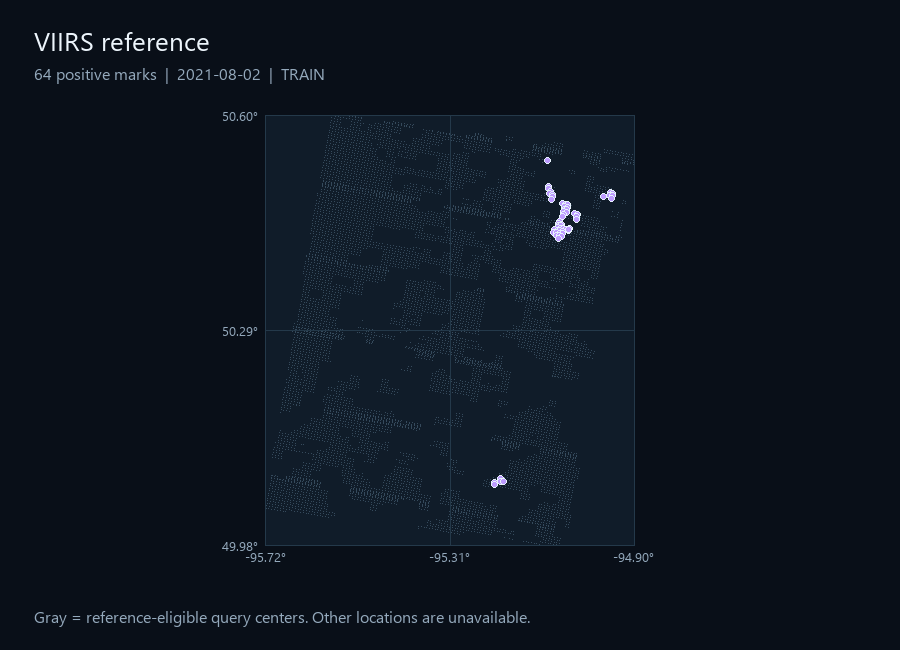 VIIRS reference
64 positive marks | 2021-08-02 | TRAIN
50.60°
50.29°
49.98°
-95.72° -95.31° -94.90°
Gray = reference-eligible query centers. Other locations are unavailable.